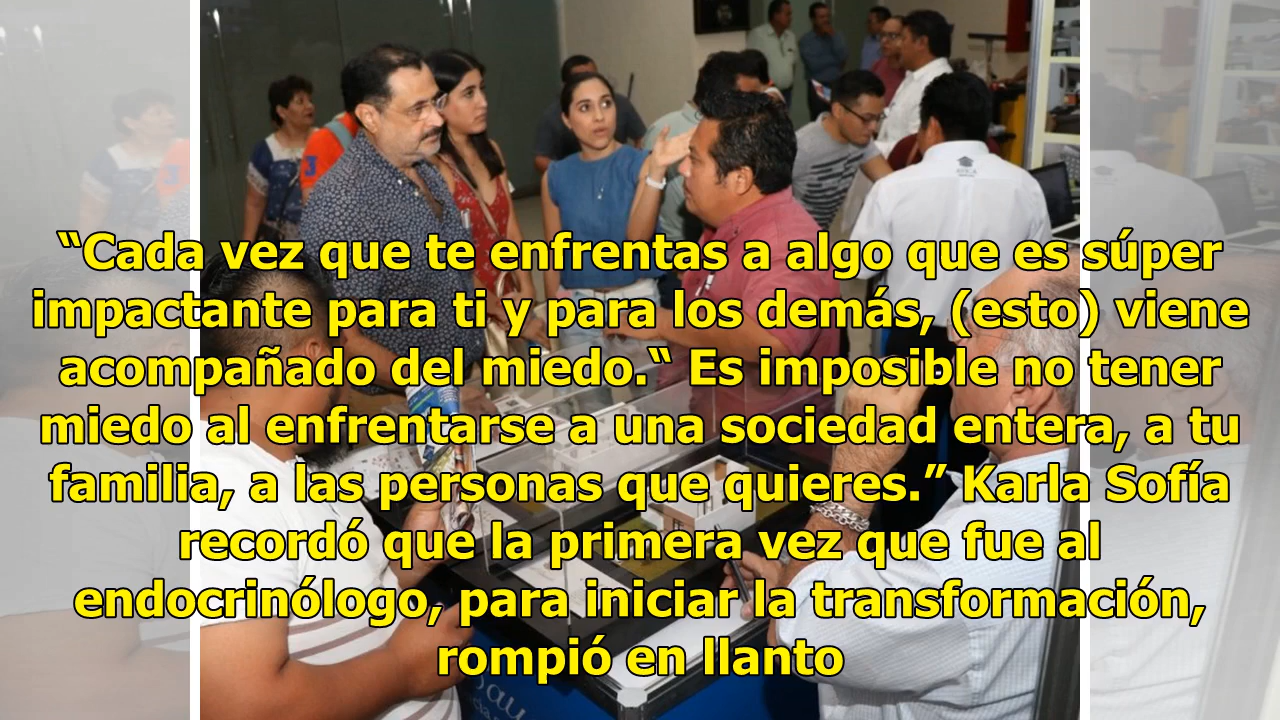 “Cada vez que te enfrentas a algo que es súper
impactante para ti y para los demás, (esto) viene
acompañado del miedo.“ Es imposible no tener
miedo al enfrentarse a una sociedad entera, a tu
familia, a las personas que quieres.” Karla Sofía
recordó que la primera vez que fue al
endocrinólogo, para iniciar la transformación,
rompió en llanto